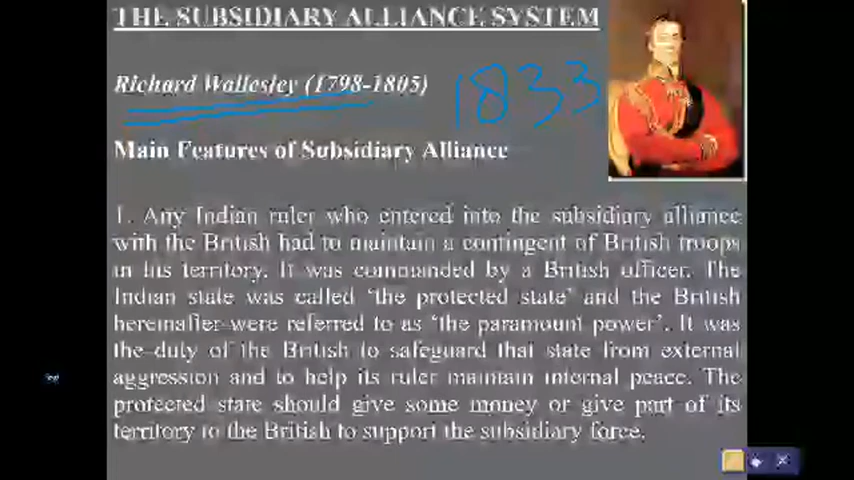 THE SUBSIDIARY ALLIANCE SYSTEM
Richard Wallesley (1798-1805)
1833
Main Features of Subsidiary Alliance
1. Any Indian ruler who entered into the subsidiary alliance
with the British had to maintain a contingent of British troops
in his territory. It was commanded by a British officer. The
Indian state was called 'the protected state' and the British
hereinafter were referred to as 'the paramount power'. It was
the duty of the British to safeguard that state from external
aggression and to help its ruler maintain internal peace. The
protected state should give some money or give part of its
territory to the British to support the subsidiary force.